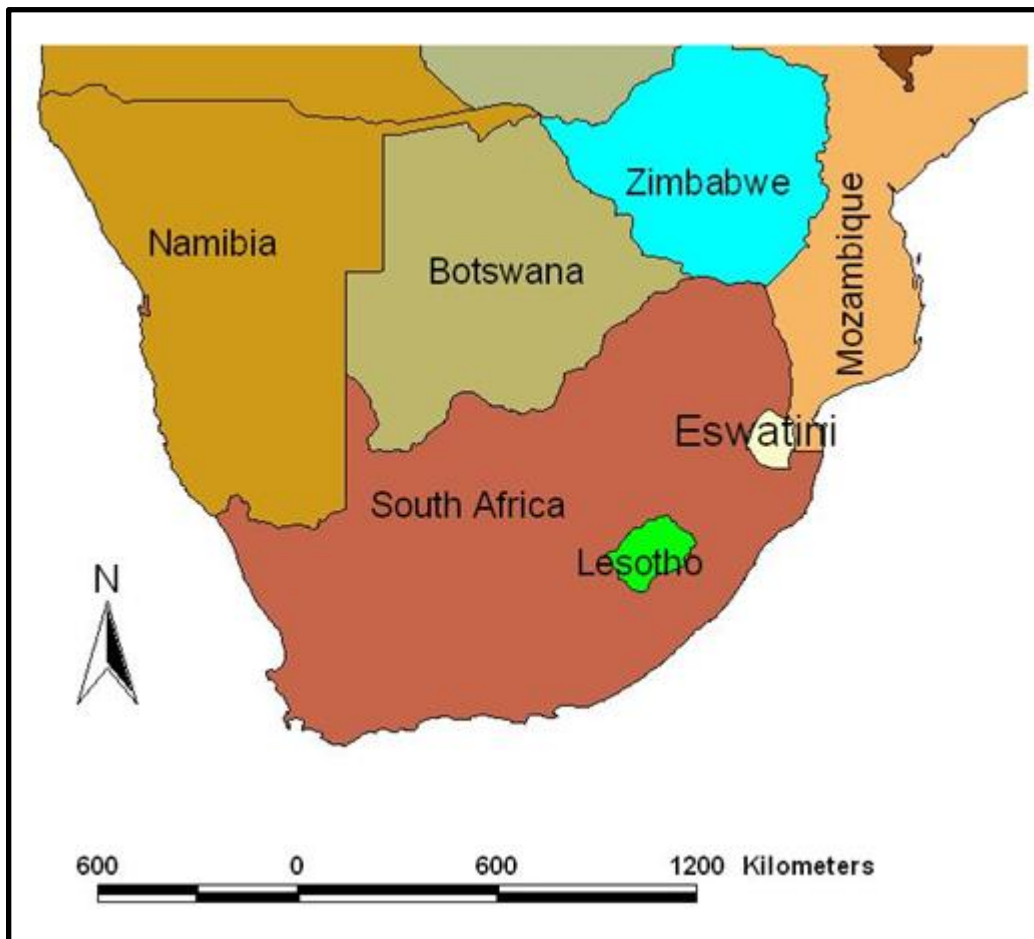 Zimbabwe
Namibia
Botswana
Mozambique
Eswatini
South Africa
Lesotho
N
600 0 600 1200 Kilometers